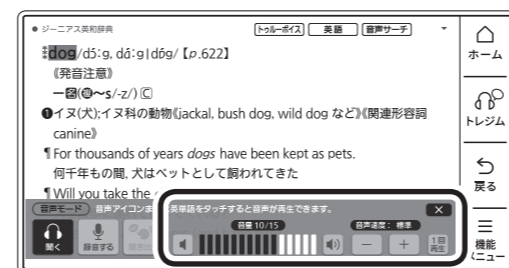 ● ジーニアス英和辞典 トゥルーボイス 英語 音声サーチ
dog/dɔ́ːg, dɑ́ːg|dɔ́g/【p.622】
《発音注意》
─名(複〜s/-z/) C
❶イヌ(犬);イヌ科の動物《jackal, bush dog, wild dog など》《関連形容詞
canine》
¶ For thousands of years dogs have been kept as pets.
何千年もの間, 犬はペットとして飼われてきた
¶ Will you take the
音声モード 音声アイコンま 英単語をタッチすると音声が再生できます。
聞く 録音する
音量 10/15 音声速度：標準
− + 1回再生
ホーム
トレジム
戻る
機能
メニュー